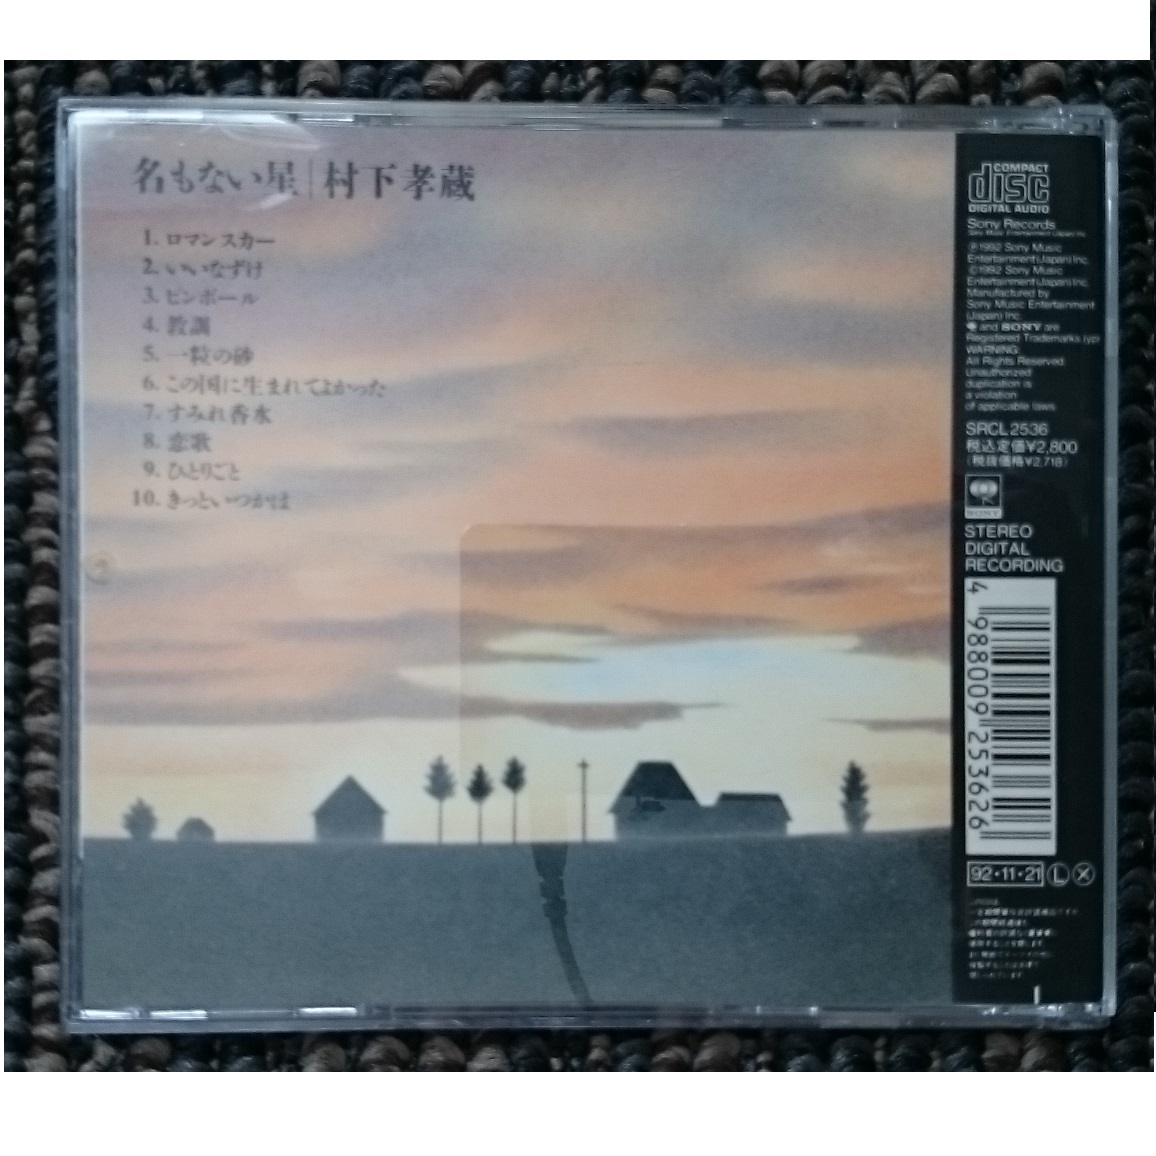 名もない星 | 村下孝蔵
1. ロマンスカー
2. いいなずけ
3. ピンボール
4. 教訓
5. 一粒の砂
6. この国に生まれてよかった
7. すみれ香水
8. 恋歌
9. ひとりごと
10. きっといつかは
COMPACT
disc
DIGITAL AUDIO
Sony Records
Ⓟ1992 Sony Music
Entertainment (Japan) Inc.
©1992 Sony Music
Entertainment (Japan) Inc.
Manufactured by
Sony Music Entertainment
(Japan) Inc.
and SONY are
Registered Trademarks
WARNING:
All Rights Reserved.
Unauthorized
duplication is
a violation
of applicable laws.
SRCL 2536
税込定価¥2,800
(税抜価格¥2,718)
SONY
STEREO
DIGITAL
RECORDING
4 988009 253626
92・11・21 L X